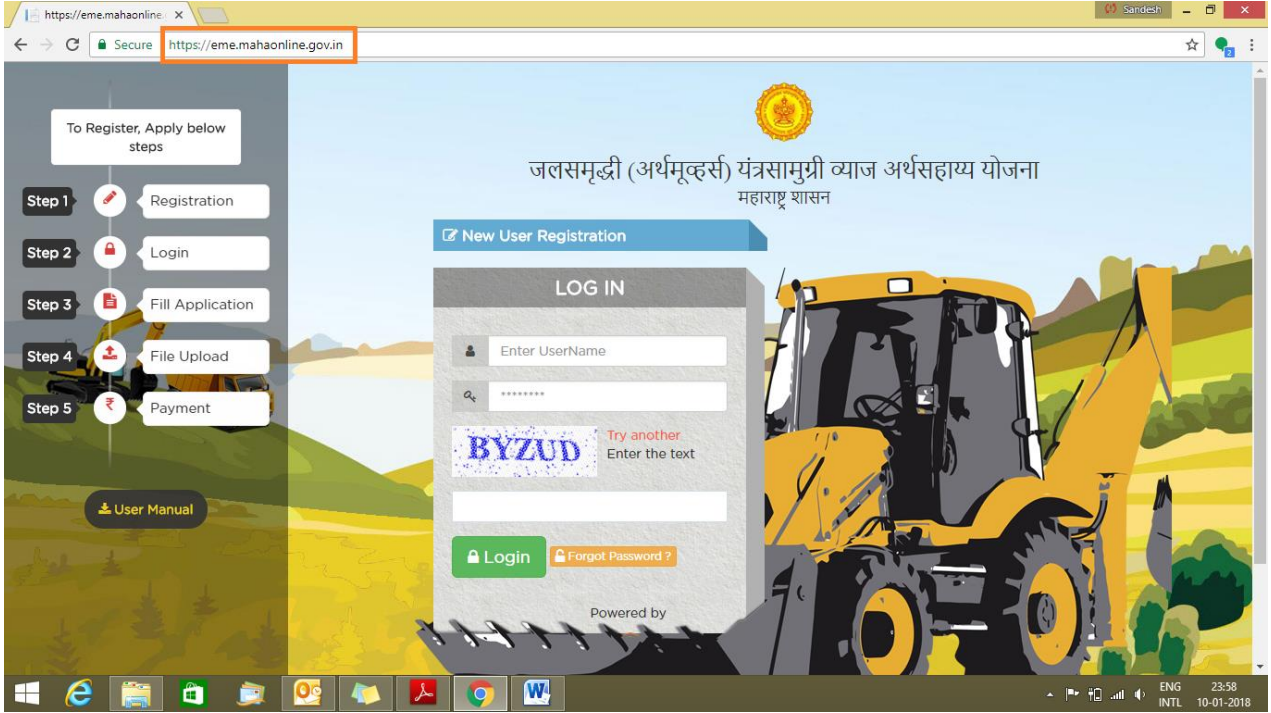 https://eme.mahaonline.
Sandesh
Secure
https://eme.mahaonline.gov.in
2
To Register, Apply below
steps
Step 1
Registration
Step 2
Login
Step 3
Fill Application
Step 4
File Upload
Step 5
Payment
User Manual
जलसमृद्धी (अर्थमूव्हर्स) यंत्रसामुग्री व्याज अर्थसहाय्य योजना
महाराष्ट्र शासन
New User Registration
LOG IN
Enter UserName
********
BYZUD
Try another
Enter the text
Login
Forgot Password ?
Powered by
ENG
INTL
23:58
10-01-2018